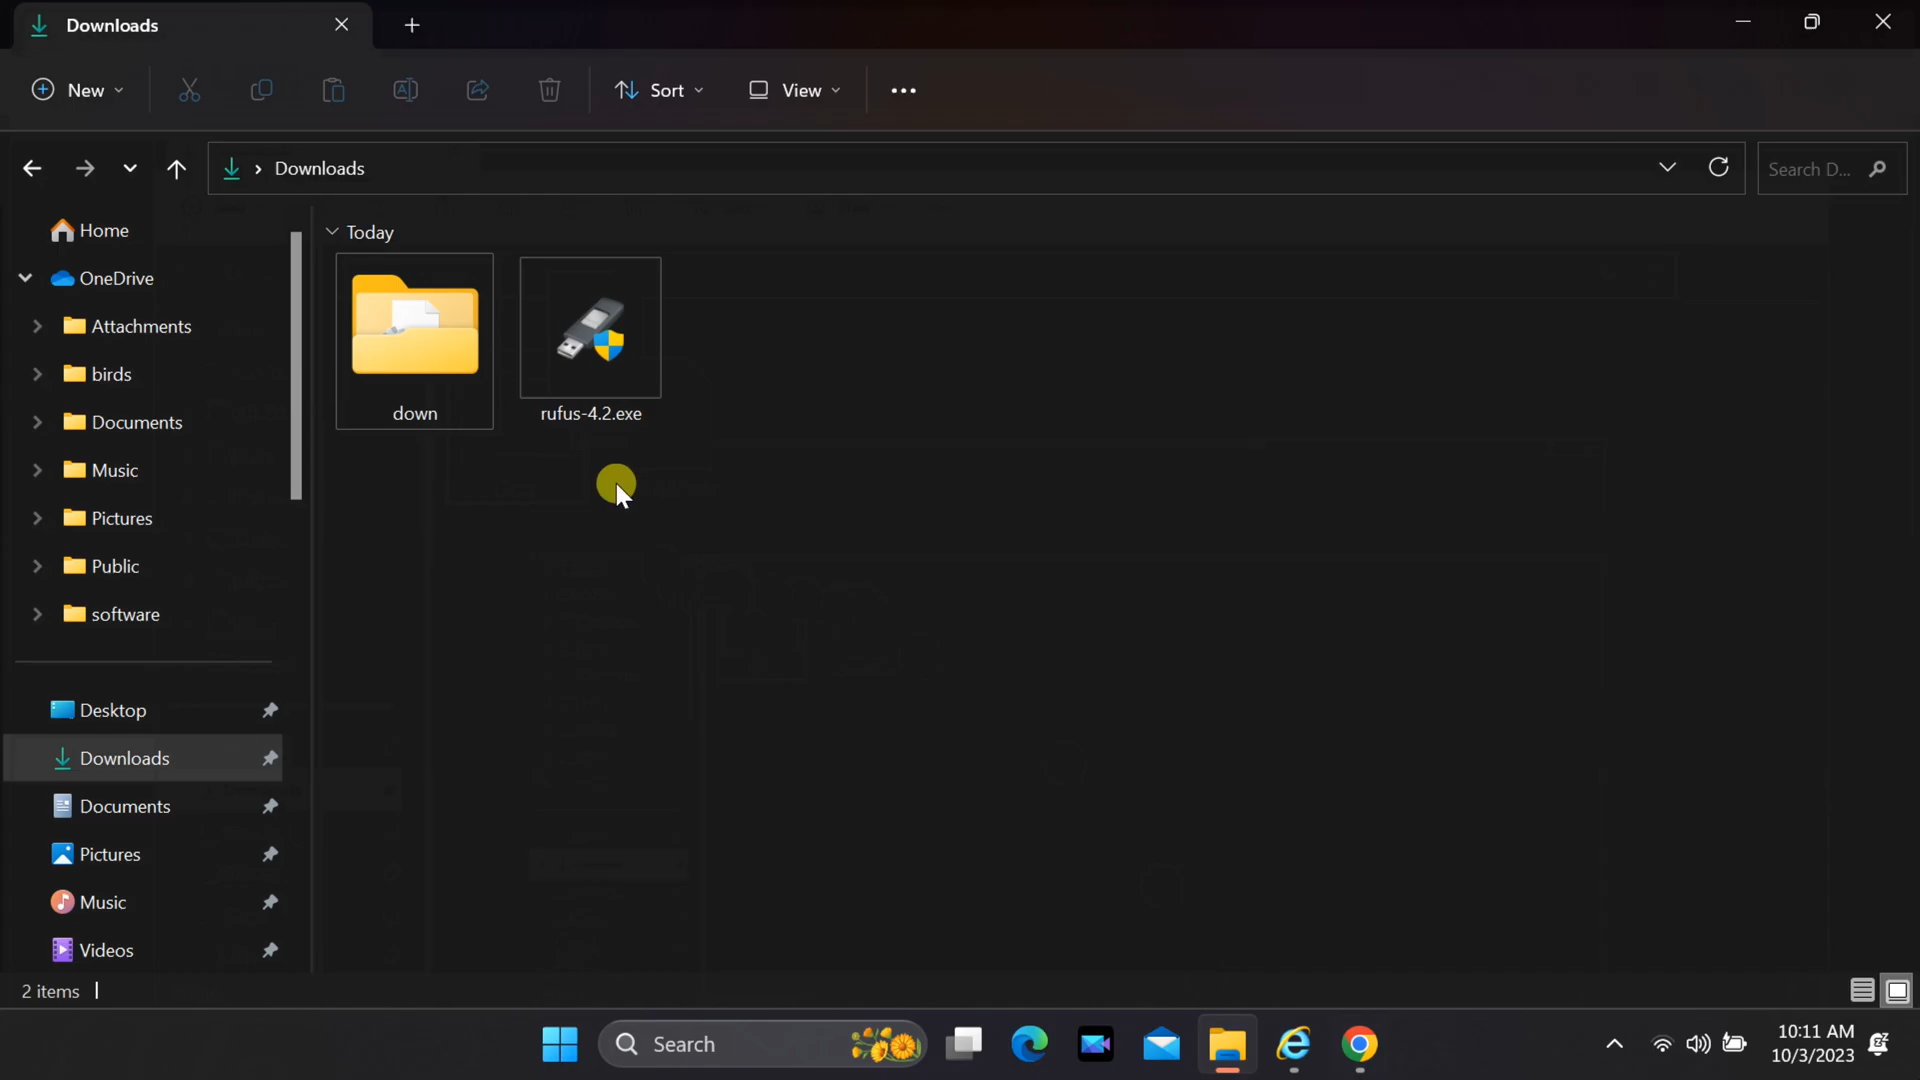 Downloads
New
Sort
View
Downloads
Search D...
Home
OneDrive
Attachments
birds
Documents
Music
Pictures
Public
software
Desktop
Downloads
Documents
Pictures
Music
Videos
Today
down
rufus-4.2.exe
2 items
Search
10:11 AM
10/3/2023